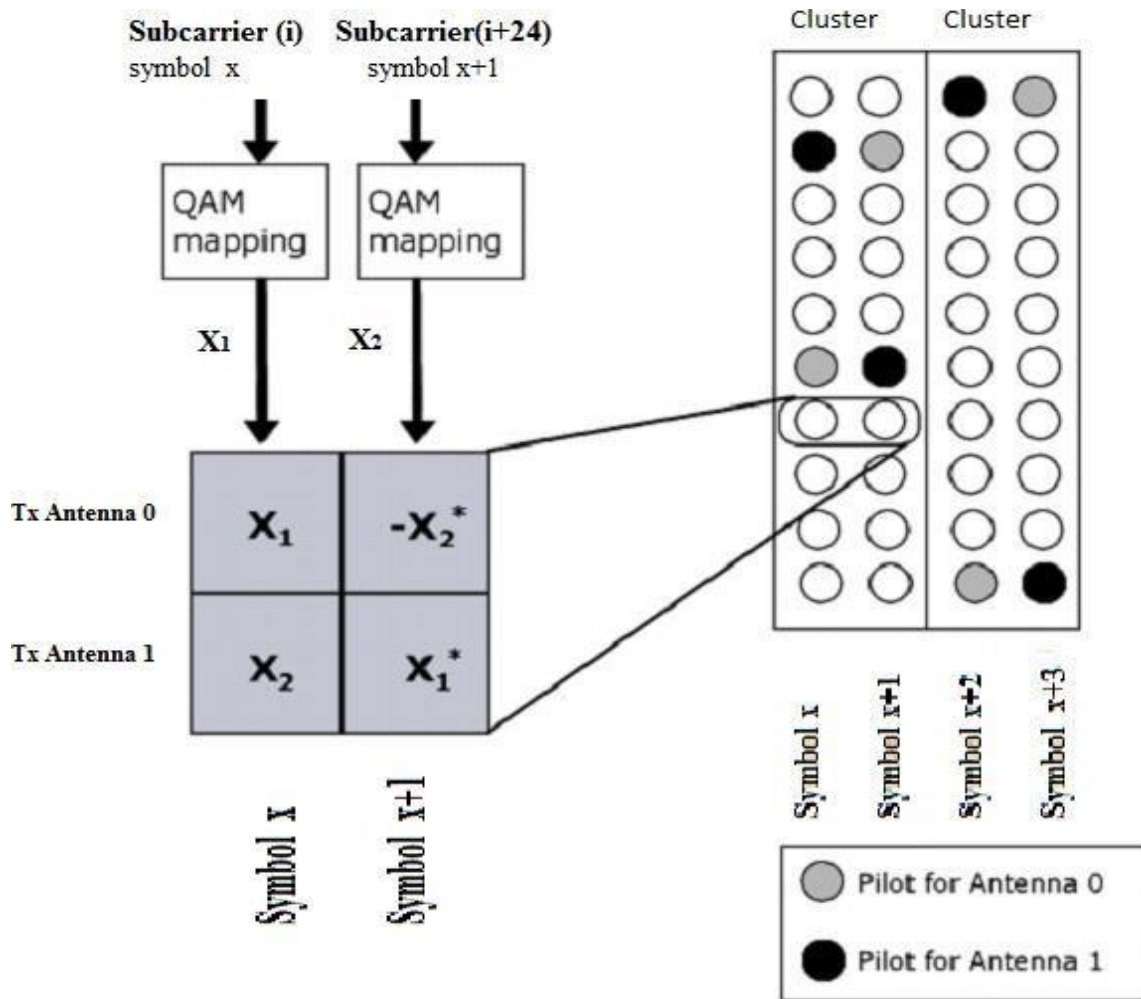 Subcarrier (i)
symbol x
Subcarrier(i+24)
symbol x+1
QAM
mapping
QAM
mapping
X1
X2
Tx Antenna 0
X1
-X2*
Tx Antenna 1
X2
X1*
Symbol x
Symbol x+1
Cluster
Cluster
Symbol x
Symbol x+1
Symbol x+2
Symbol x+3
Pilot for Antenna 0
Pilot for Antenna 1